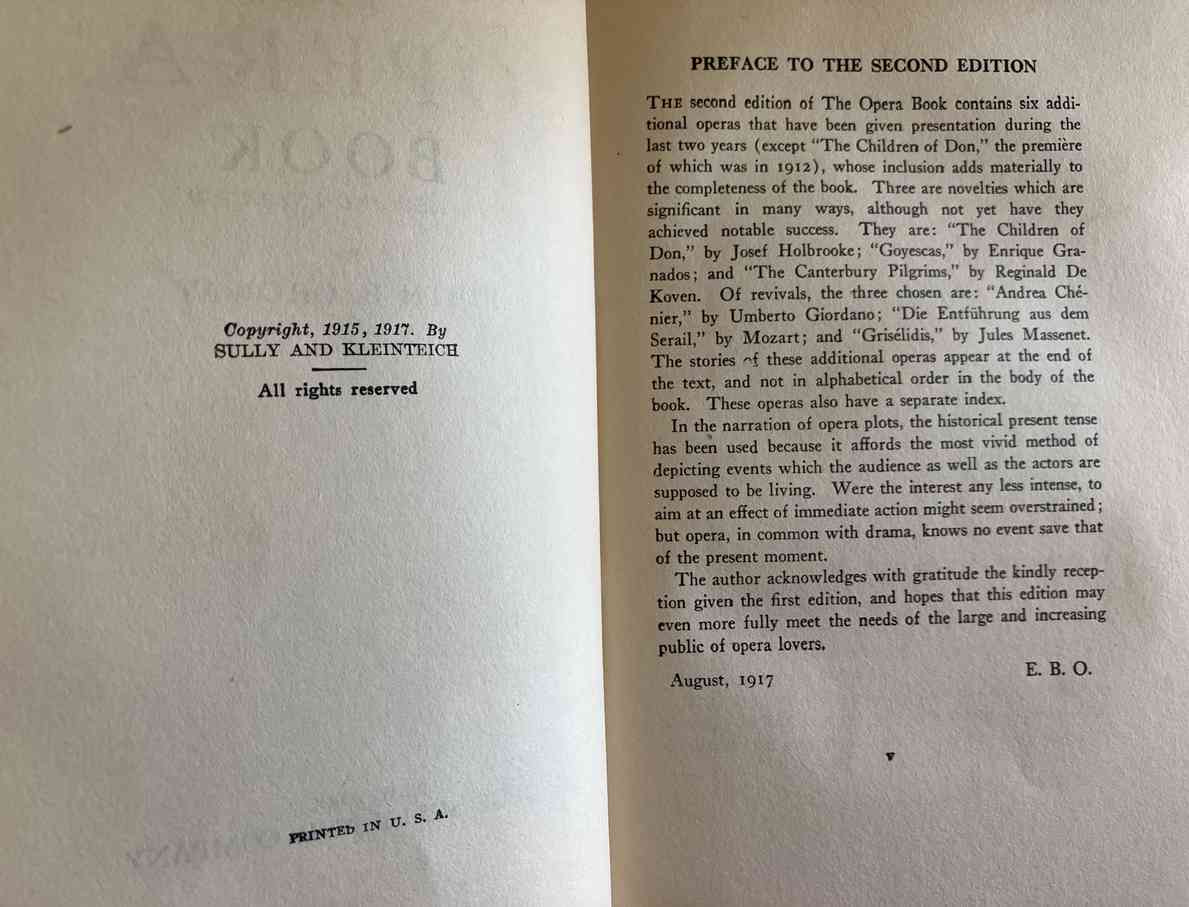 Copyright, 1915, 1917. By
SULLY AND KLEINTEICH
All rights reserved
PRINTED IN U. S. A.
PREFACE TO THE SECOND EDITION
THE second edition of The Opera Book contains six addi-
tional operas that have been given presentation during the
last two years (except "The Children of Don," the première
of which was in 1912), whose inclusion adds materially to
the completeness of the book. Three are novelties which are
significant in many ways, although not yet have they
achieved notable success. They are: "The Children of
Don," by Josef Holbrooke; "Goyescas," by Enrique Gra-
nados; and "The Canterbury Pilgrims," by Reginald De
Koven. Of revivals, the three chosen are: "Andrea Ché-
nier," by Umberto Giordano; "Die Entführung aus dem
Serail," by Mozart; and "Grisélidis," by Jules Massenet.
The stories of these additional operas appear at the end of
the text, and not in alphabetical order in the body of the
book. These operas also have a separate index.
In the narration of opera plots, the historical present tense
has been used because it affords the most vivid method of
depicting events which the audience as well as the actors are
supposed to be living. Were the interest any less intense, to
aim at an effect of immediate action might seem overstrained;
but opera, in common with drama, knows no event save that
of the present moment.
The author acknowledges with gratitude the kindly recep-
tion given the first edition, and hopes that this edition may
even more fully meet the needs of the large and increasing
public of opera lovers.
E. B. O.
August, 1917
v